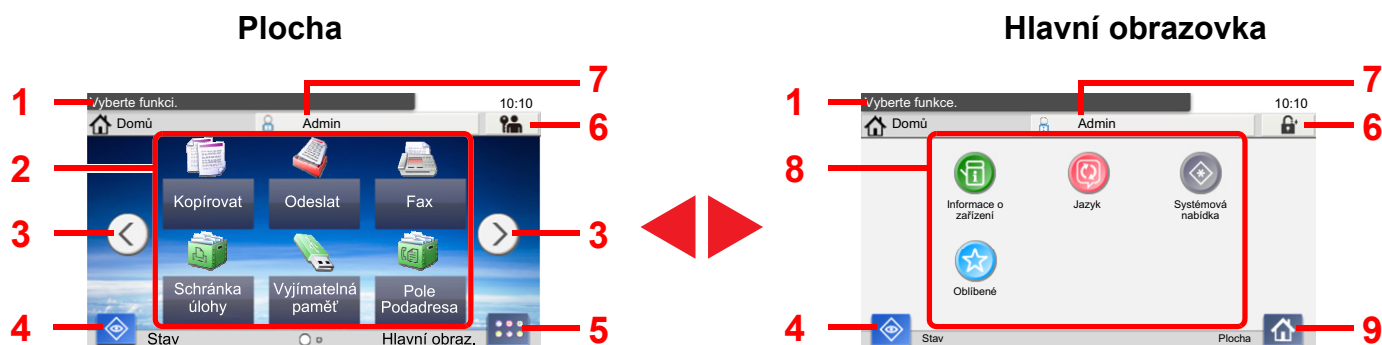 Plocha
Hlavní obrazovka
7
7
1
Vyberte funkci.
10:10
1
Vyberte funkce.
10:10
Domů
Admin
6
Domů
Admin
6
2
8
Kopírovat
Odeslat
Fax
Informace o
zařízení
Jazyk
Systémová
nabídka
3
3
Schránka
úlohy
Vyjímatelná
paměť
Pole
Podadresa
Oblíbené
4
Stav
Hlavní obraz.
5
4
Stav
Plocha
9